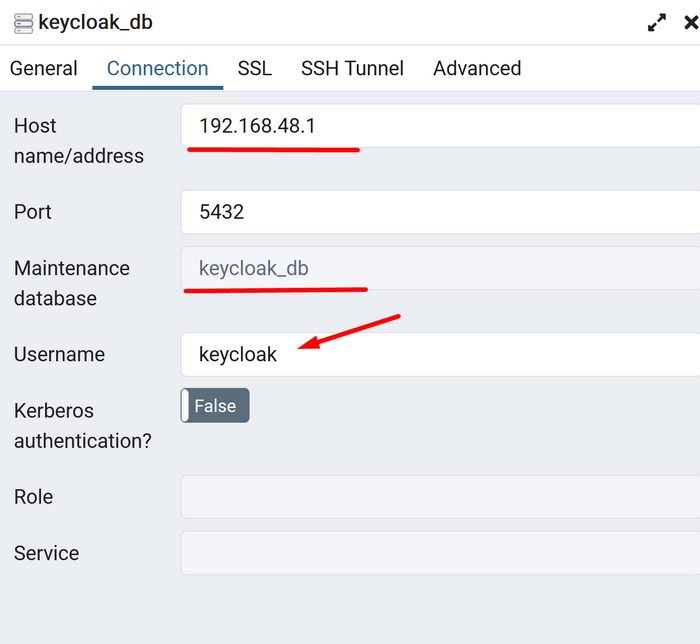 keycloak_db
General Connection SSL SSH Tunnel Advanced
Host
name/address
192.168.48.1
Port
5432
Maintenance
database
keycloak_db
Username
keycloak
Kerberos
authentication?
False
Role
Service